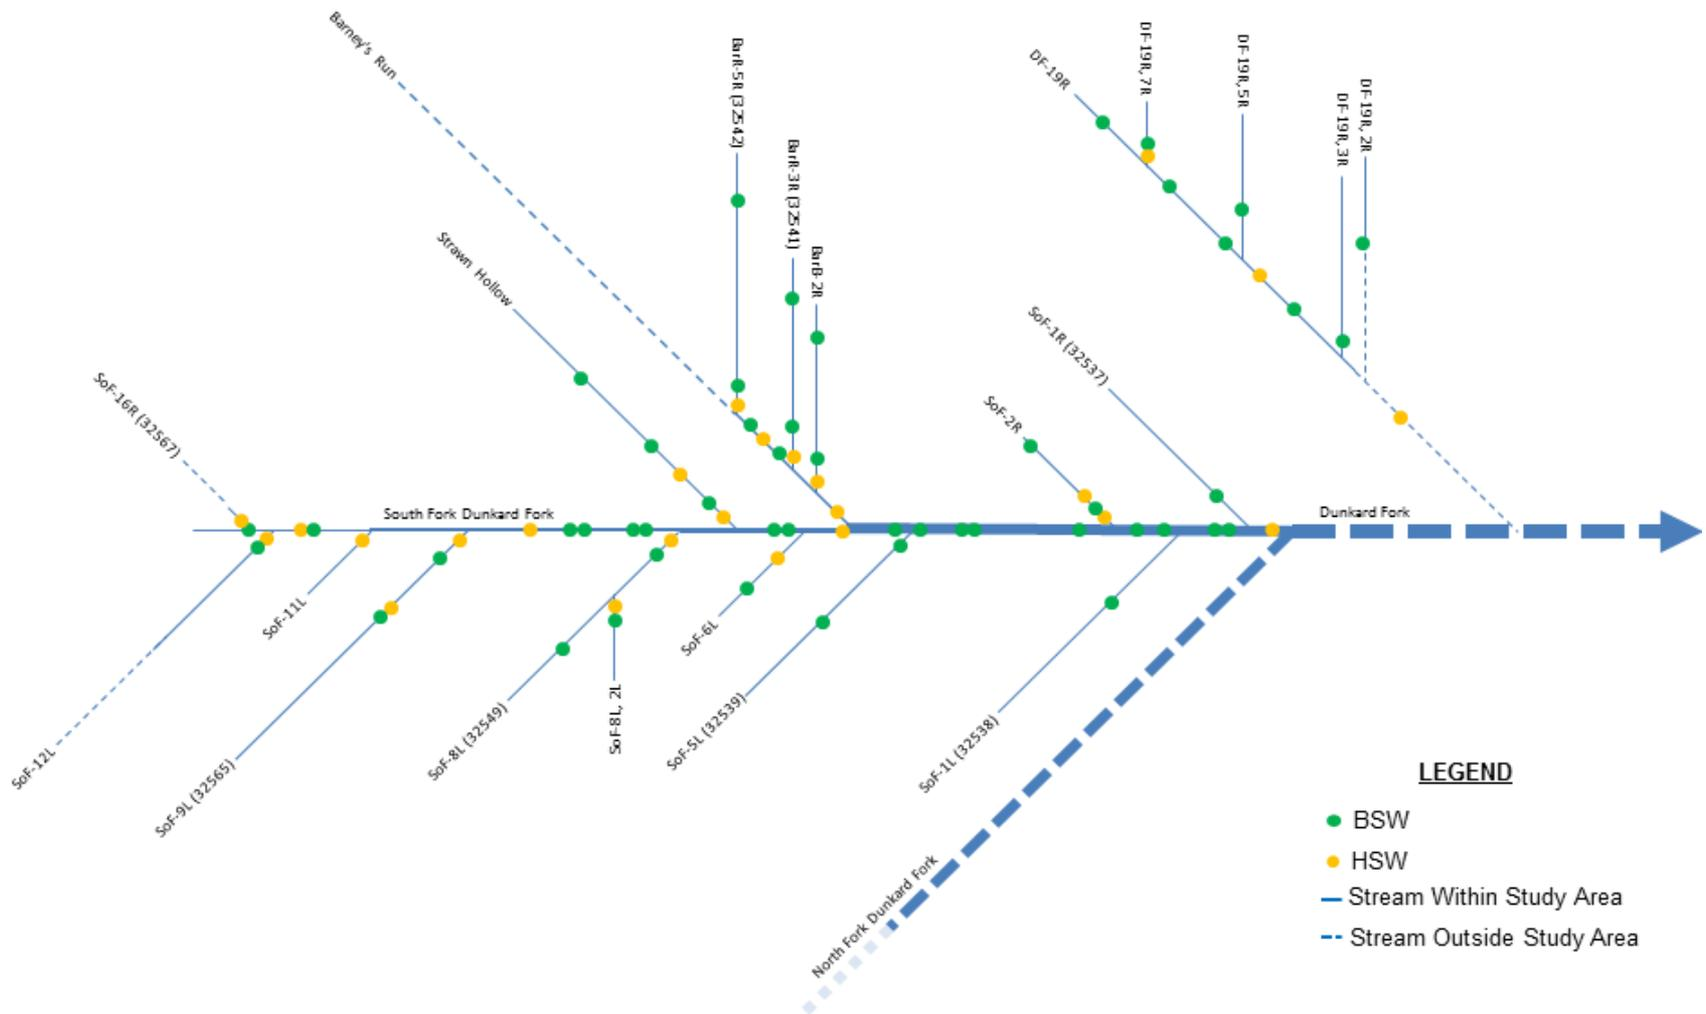 Barney's Run
BarR-5R (32542)
BarR-3R (32541)
BarB-2R
DF-19R
DF-19R, 7R
DF-19R, 5R
DF-19R, 3R
DF-19R, 2R
Strawn Hollow
SoF-1R (32537)
SoF-2R
SoF-16R (32567)
South Fork Dunkard Fork
Dunkard Fork
SoF-12L
SoF-11L
SoF-9L (32565)
SoF-8L (32549)
SoF-8L, 2L
SoF-6L
SoF-5L (32539)
SoF-1L (32538)
North Fork Dunkard Fork
LEGEND
BSW
HSW
Stream Within Study Area
Stream Outside Study Area